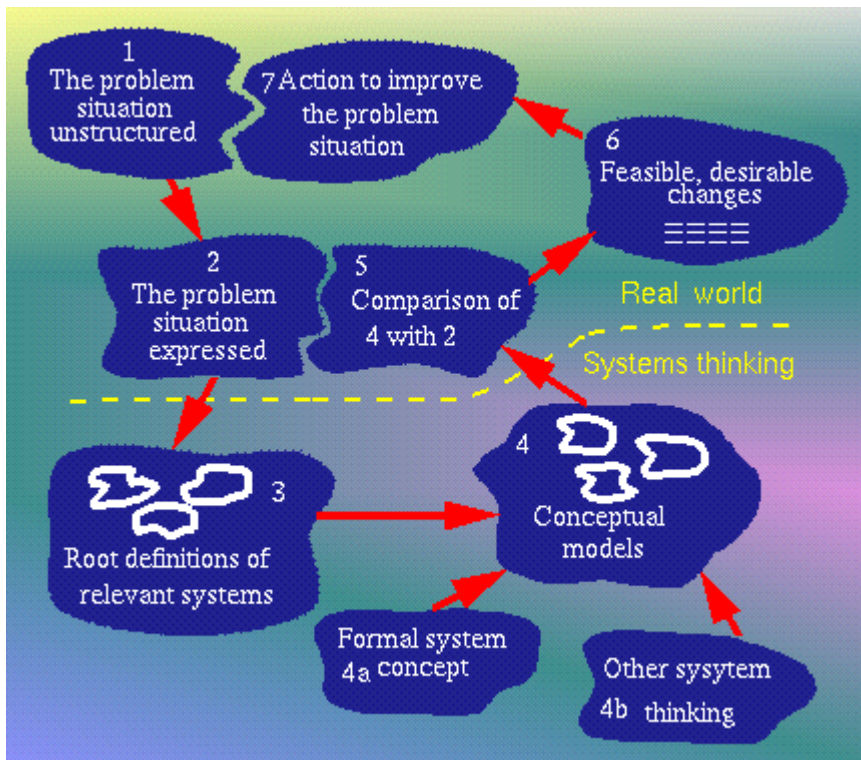 1
The problem
situation
unstructured
7 Action to improve
the problem
situation
6
Feasible, desirable
changes
2
The problem
situation
expressed
5
Comparison of
4 with 2
Real world
Systems thinking
3
Root definitions of
relevant systems
4
Conceptual
models
Formal system
4a concept
Other sysytem
4b thinking